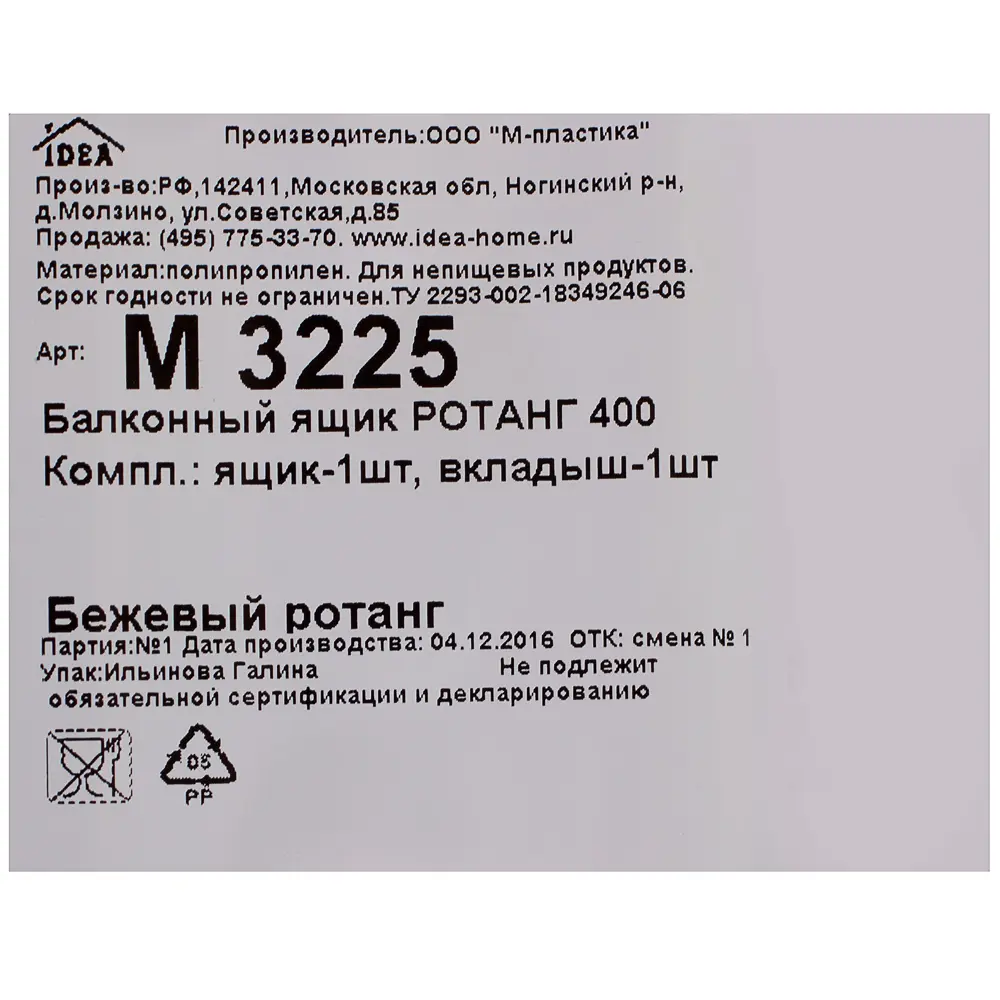 IDEA
Производитель:ООО "М-пластика"
Произ-во:РФ,142411,Московская обл, Ногинский р-н,
д.Молзино, ул.Советская,д.85
Продажа: (495) 775-33-70. www.idea-home.ru
Материал:полипропилен. Для непищевых продуктов.
Срок годности не ограничен.ТУ 2293-002-18349246-06
Арт: М 3225
Балконный ящик РОТАНГ 400
Компл.: ящик-1шт, вкладыш-1шт
Бежевый ротанг
Партия:№1 Дата производства: 04.12.2016 ОТК: смена № 1
Упак:Ильинова Галина Не подлежит
обязательной сертификации и декларированию
05
PP